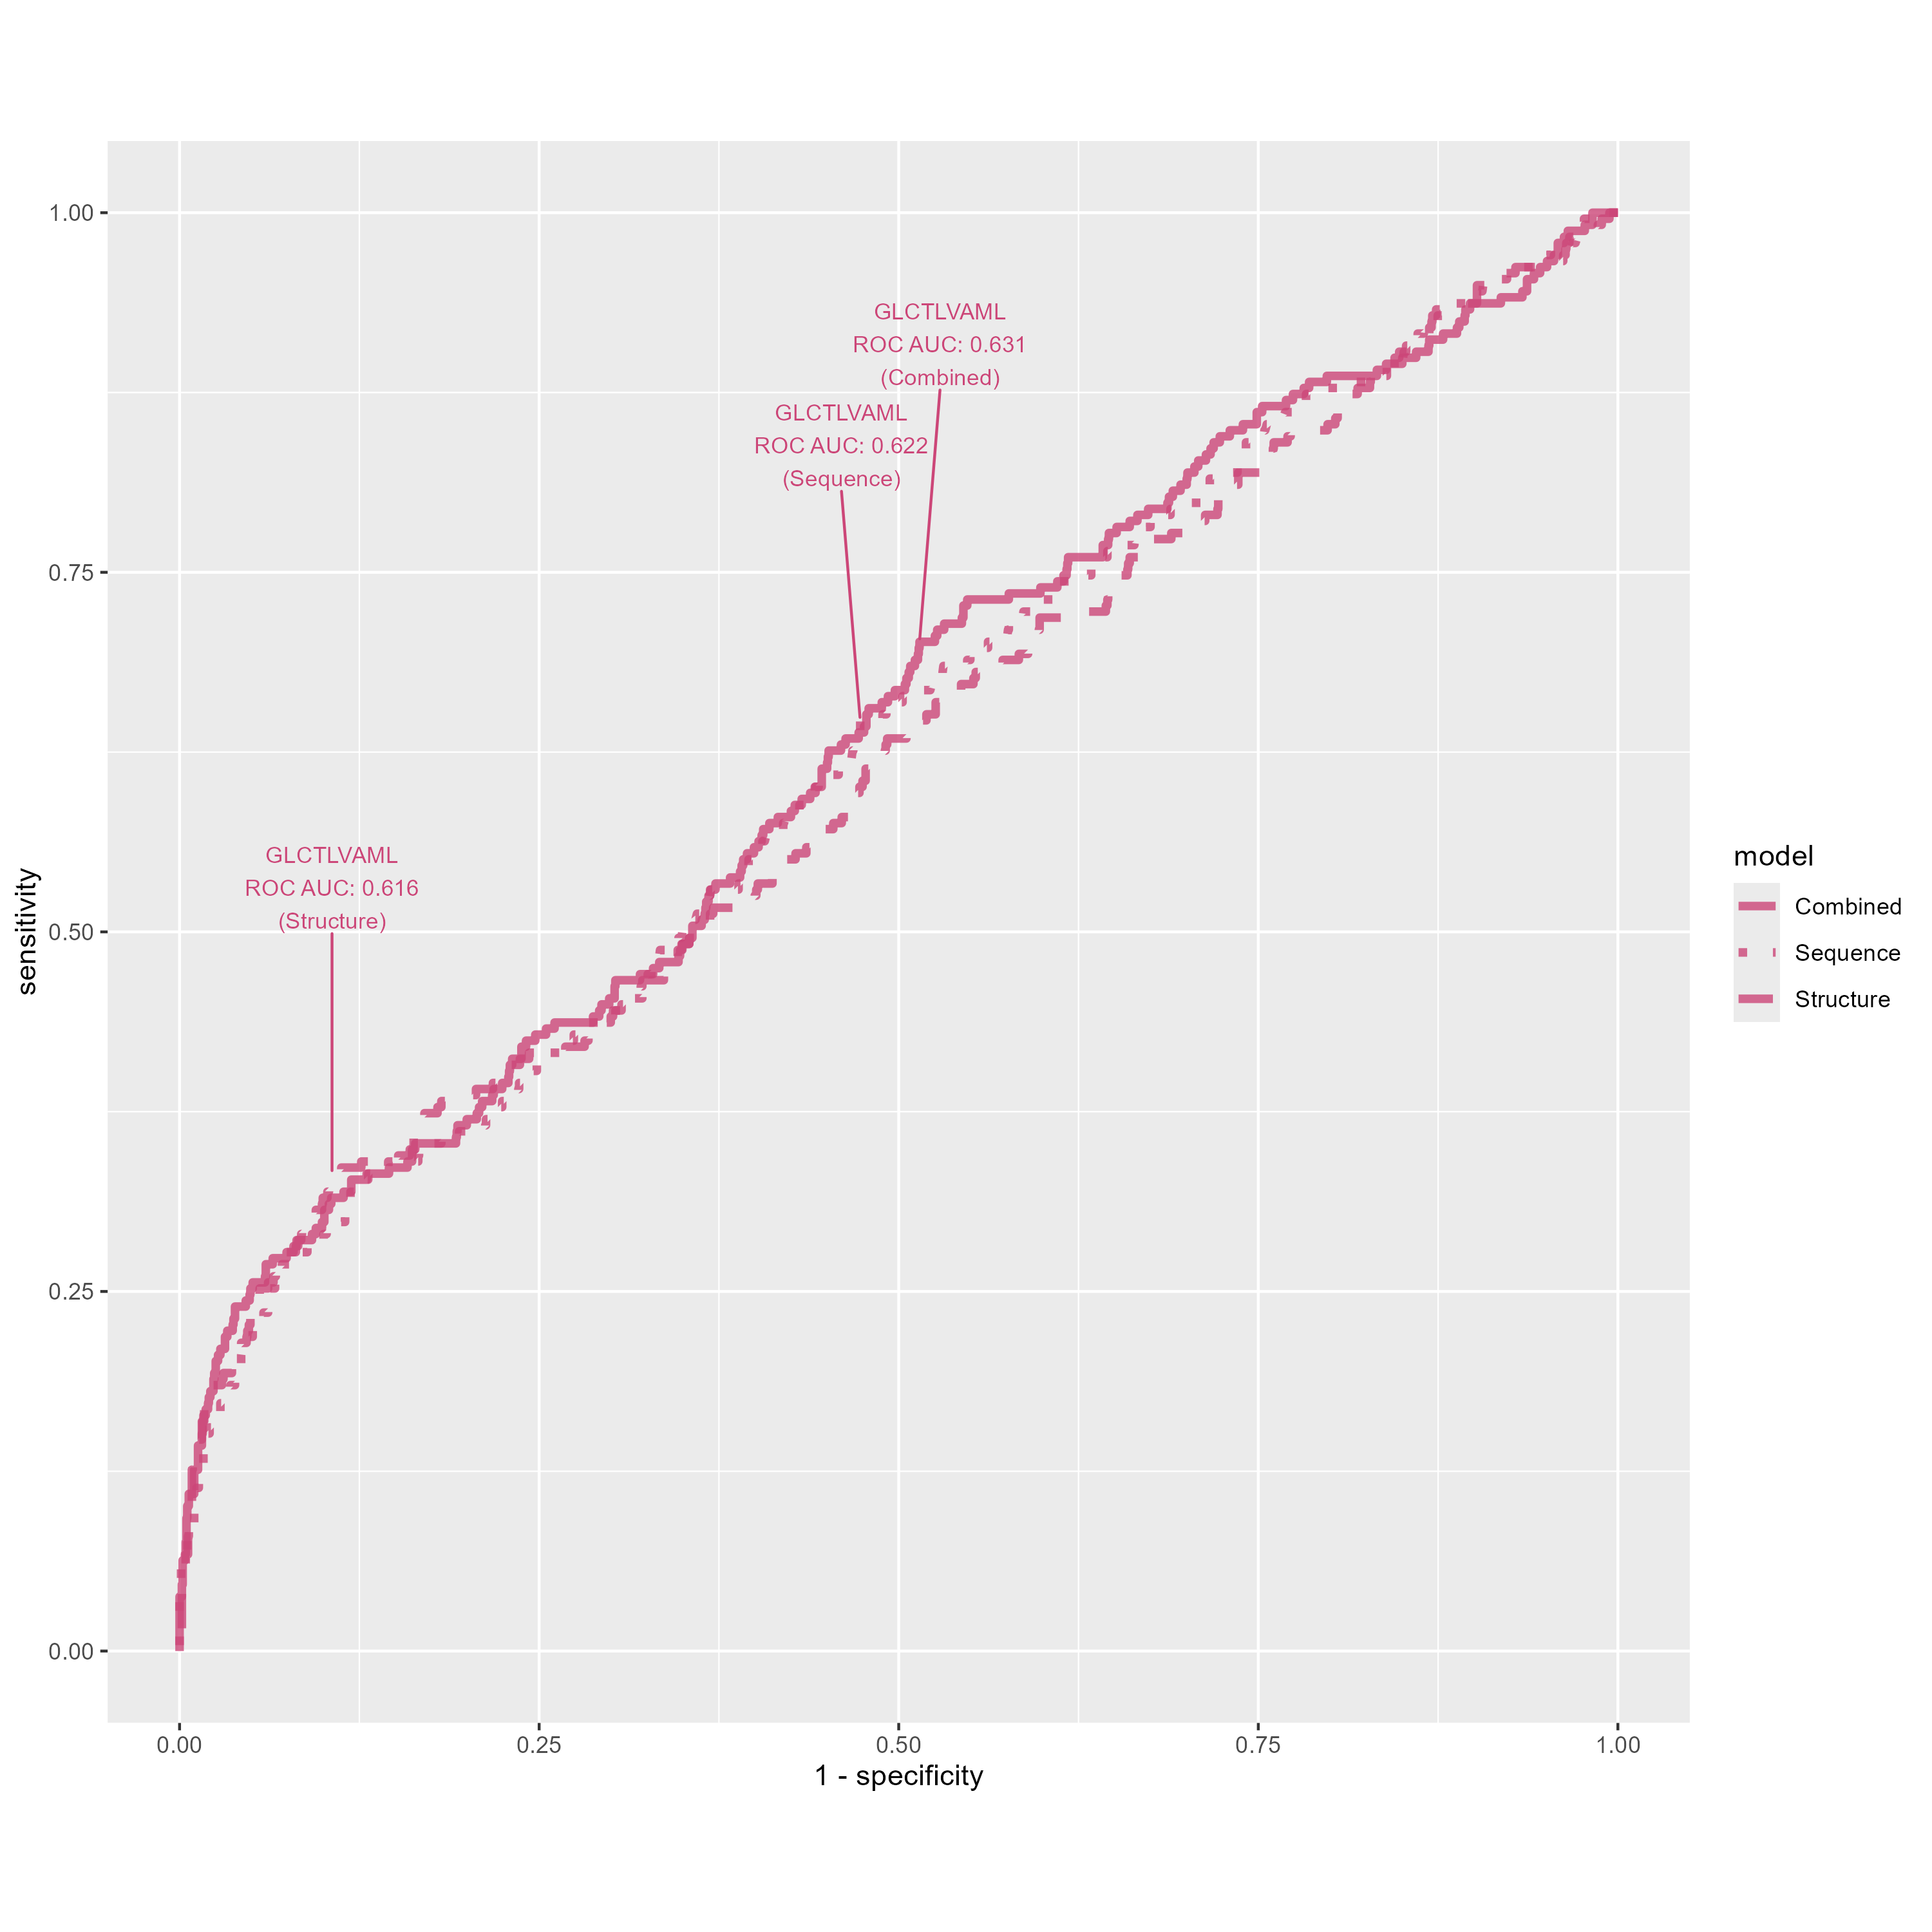 GLCTLVAML
ROC AUC: 0.631
(Combined)
GLCTLVAML
ROC AUC: 0.622
(Sequence)
GLCTLVAML
ROC AUC: 0.616
(Structure)
1.00
0.75
0.50
0.25
0.00
sensitivity
0.00
0.25
0.50
0.75
1.00
1 - specificity
model
Combined
Sequence
Structure